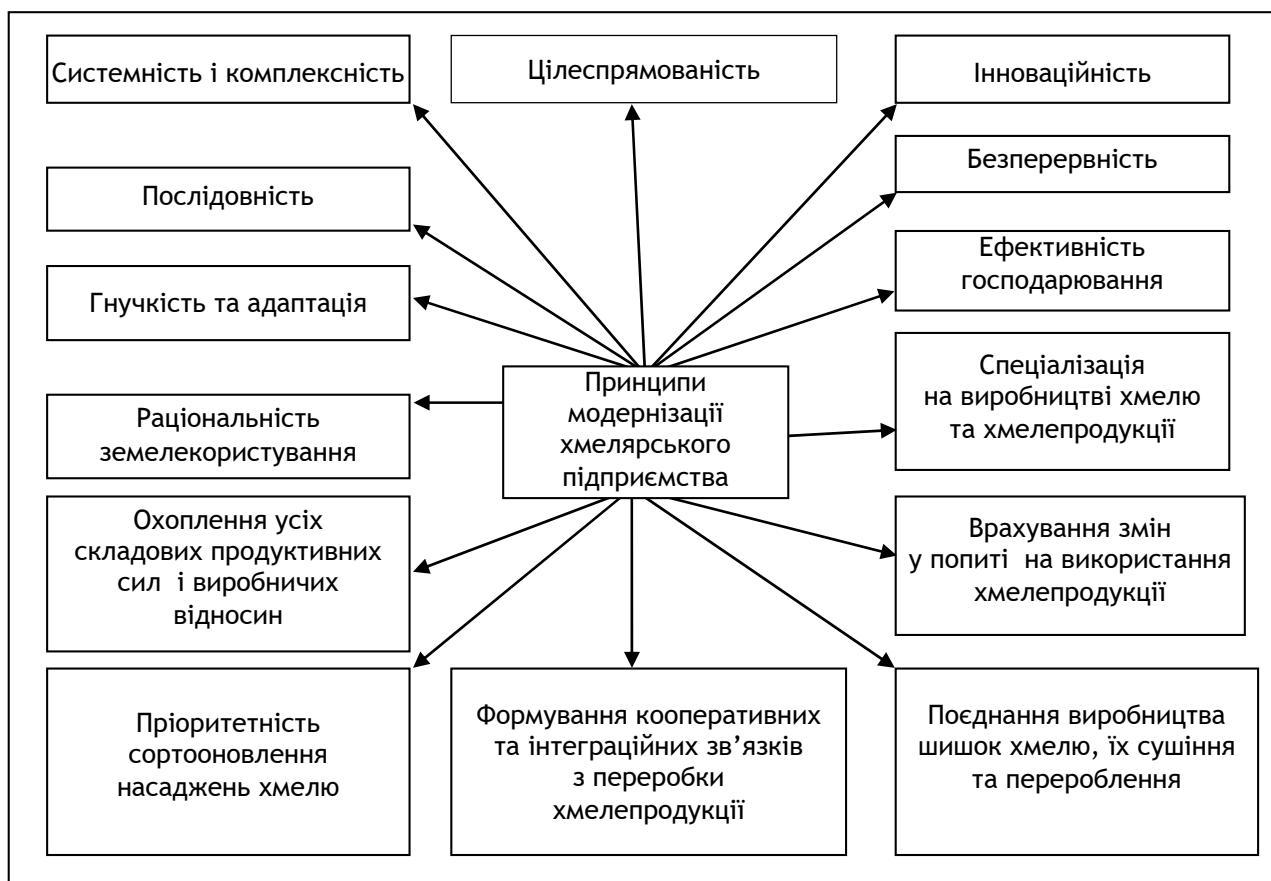 Системність і комплексність
Цілеспрямованість
Інноваційність
Безперервність
Послідовність
Ефективність
господарювання
Гнучкість та адаптація
Спеціалізація
на виробництві хмелю
та хмелепродукції
Принципи
модернізації
хмелярського
підприємства
Раціональність
землекористування
Охоплення усіх
складових продуктивних
сил і виробничих
відносин
Врахування змін
у попиті на використання
хмелепродукції
Пріоритетність
сортооновлення
насаджень хмелю
Формування кооперативних
та інтеграційних зв’язків
з переробки
хмелепродукції
Поєднання виробництва
шишок хмелю, їх сушіння
та перероблення